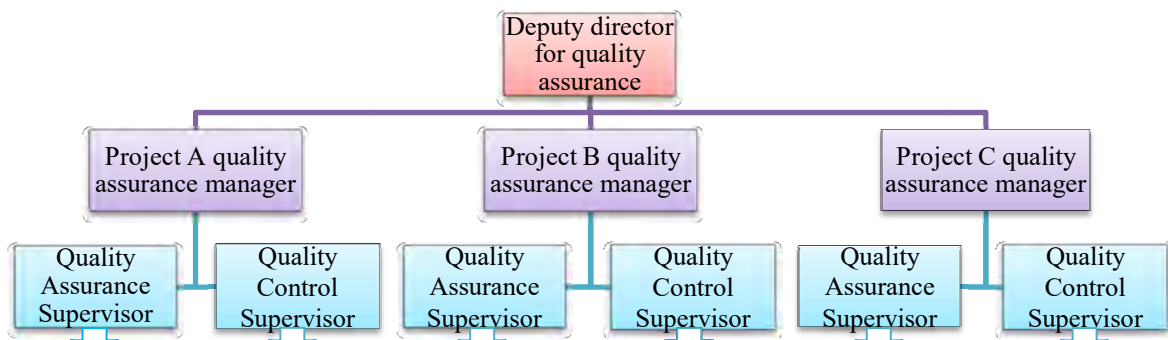 Deputy director
for quality
assurance
Project A quality
assurance manager
Project B quality
assurance manager
Project C quality
assurance manager
Quality
Assurance
Supervisor
Quality
Control
Supervisor
Quality
Assurance
Supervisor
Quality
Control
Supervisor
Quality
Assurance
Supervisor
Quality
Control
Supervisor